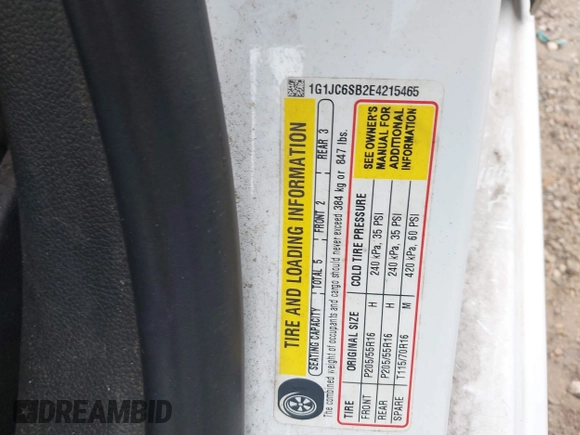 1G1JC6SB2E4215465
TIRE AND LOADING INFORMATION
SEATING CAPACITY TOTAL 5 FRONT 2 REAR 3
The combined weight of occupants and cargo should never exceed 384 kg or 847 lbs.
TIRE ORIGINAL SIZE COLD TIRE PRESSURE
FRONT P205/55R16 H 240 kPa, 35 PSI
REAR P205/55R16 H 240 kPa, 35 PSI
SPARE T115/70R16 M 420 kPa, 60 PSI
SEE OWNER'S
MANUAL FOR
ADDITIONAL
INFORMATION
DREAMBID